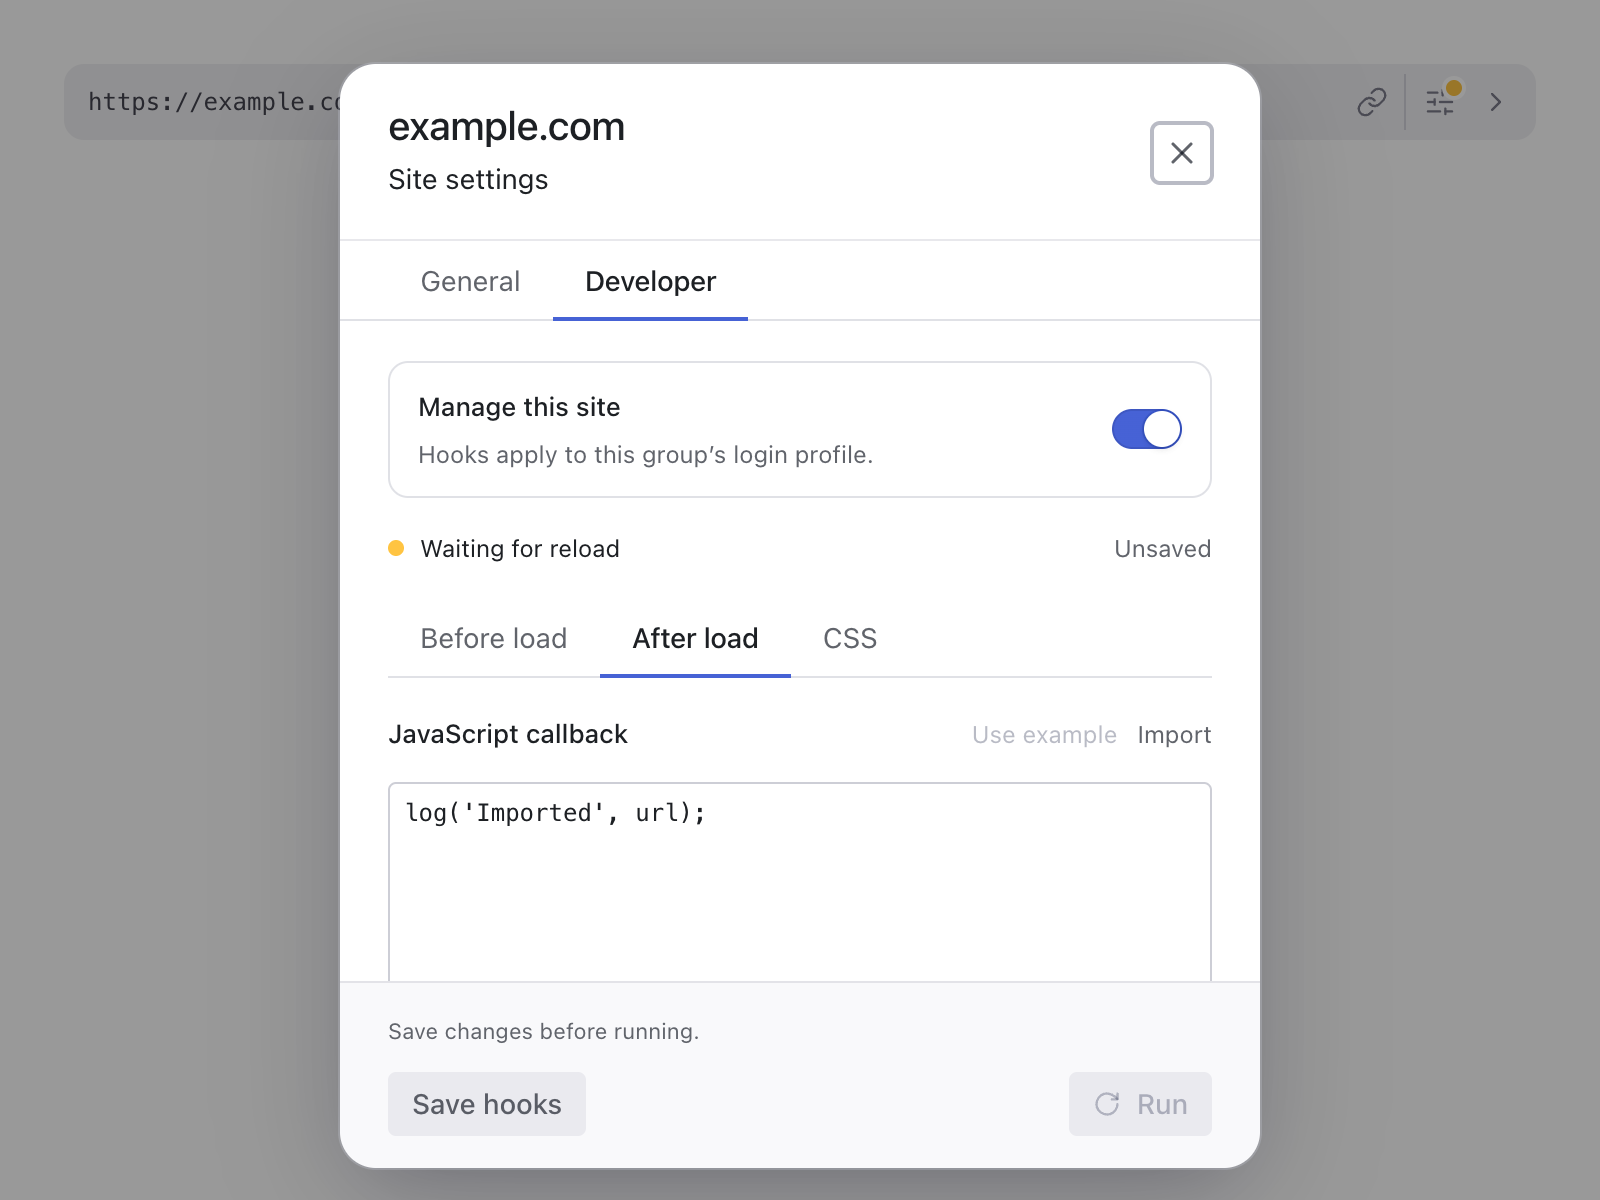 https://example.co
example.com
Site settings
General Developer
Manage this site
Hooks apply to this group’s login profile.
Waiting for reload Unsaved
Before load After load CSS
JavaScript callback Use example Import
log('Imported', url);
Save changes before running.
Save hooks Run